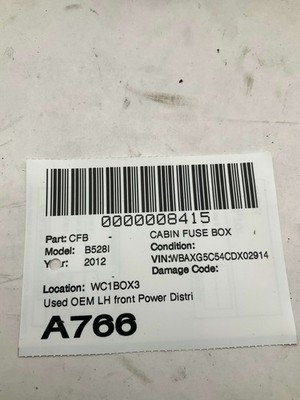 0000008415
Part: CFB CABIN FUSE BOX
Model: B528I Condition:
Year: 2012 VIN:WBAXG5C54CDX02914
Damage Code:
Location: WC1BOX3
Used OEM LH front Power Distri
A766